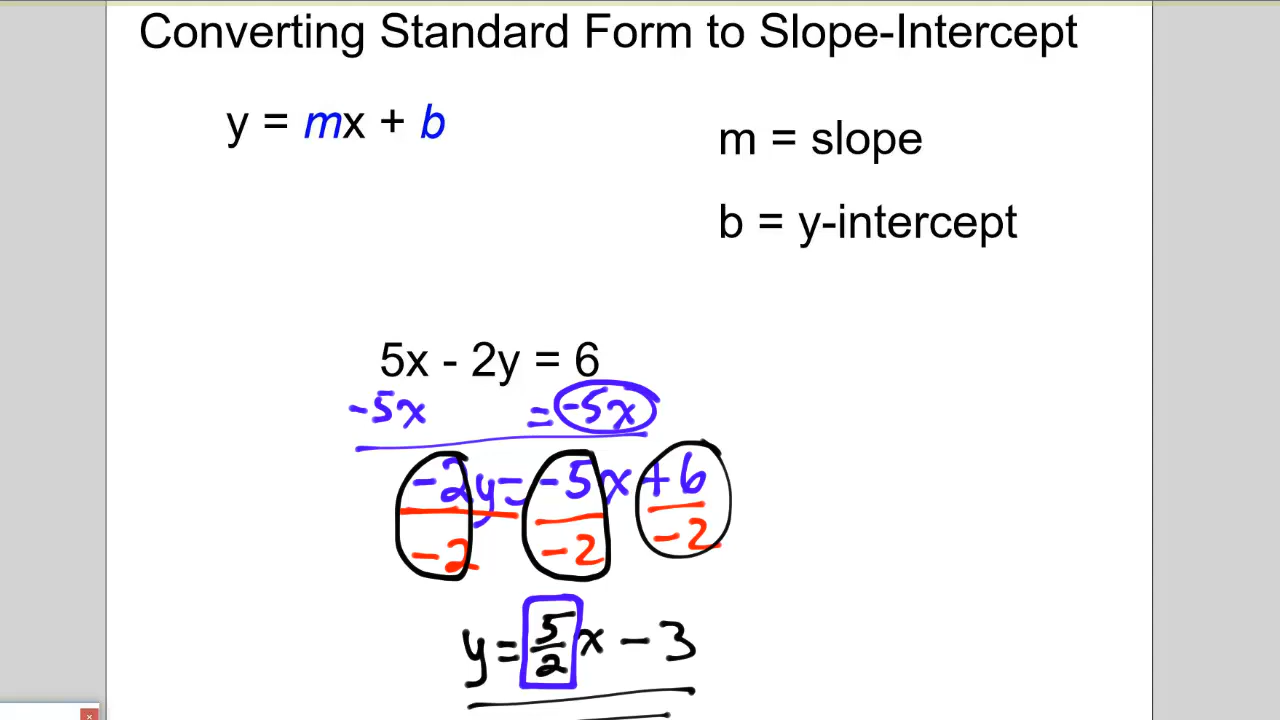 Converting Standard Form to Slope-Intercept
y = mx + b
m = slope
b = y-intercept
5x - 2y = 6
-5x = -5x
-2y = -5x + 6
-2 -2 -2
y = 5/2 x - 3